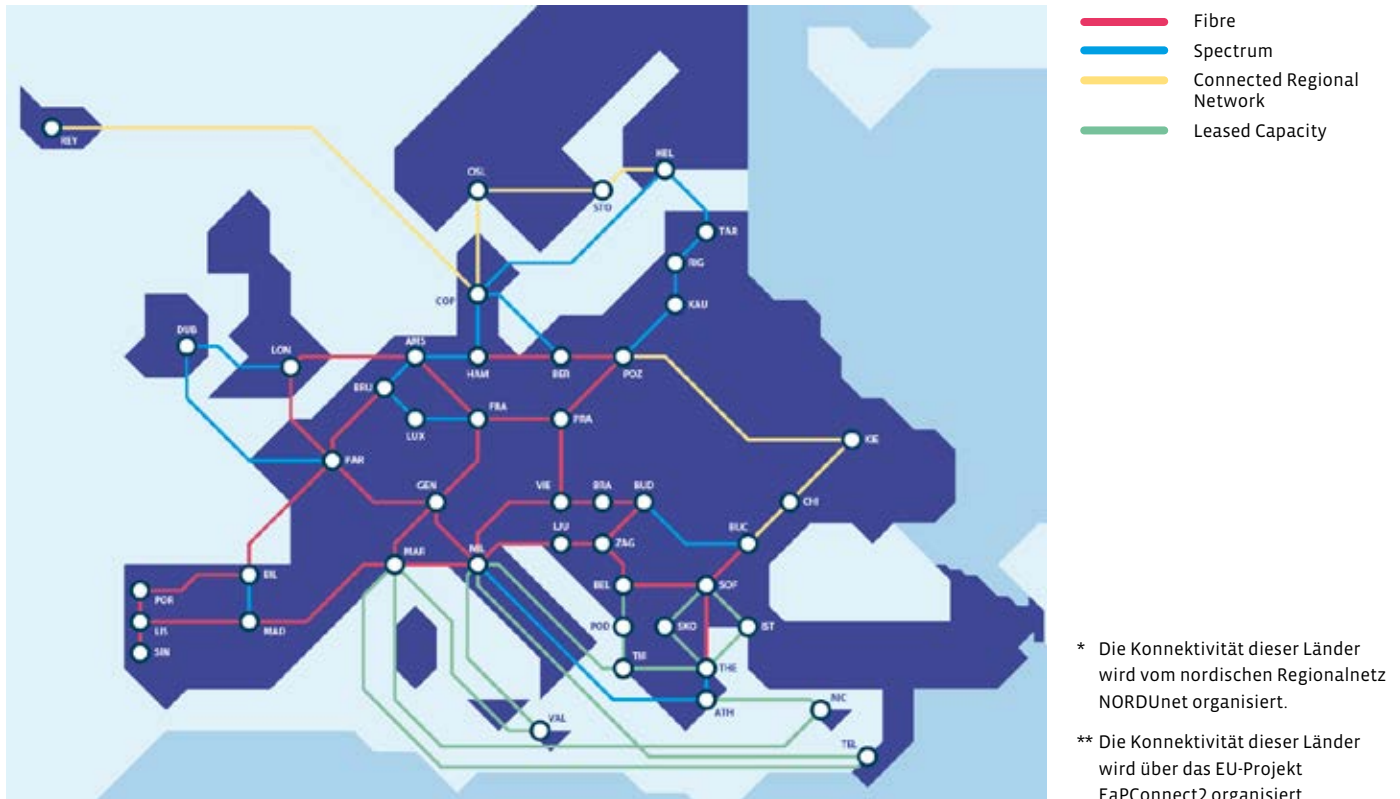 Fibre
Spectrum
Connected Regional
Network
Leased Capacity
REY
OSL
STO
HEL
TAR
RIG
KAU
COP
DUB
LON
AMS
HAM
BER
POZ
BRU
LUX
FRA
PRA
KIE
PAR
GEN
VIE
BRA
BUD
CHI
LJU
ZAG
BUC
MAR
MIL
BIL
POR
LIS
MAD
SIN
BEL
SOF
POD
SKO
IST
TIR
THE
ATH
NIC
VAL
TEL
* Die Konnektivität dieser Länder
wird vom nordischen Regionalnetz
NORDUnet organisiert.
** Die Konnektivität dieser Länder
wird über das EU-Projekt
EaPConnect2 organisiert